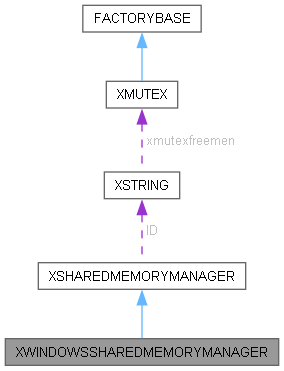 FACTORYBASE
XMUTEX
xmutexfreemen
XSTRING
ID
XSHAREDMEMORYMANAGER
XWINDOWSSHAREDMEMORYMANAGER